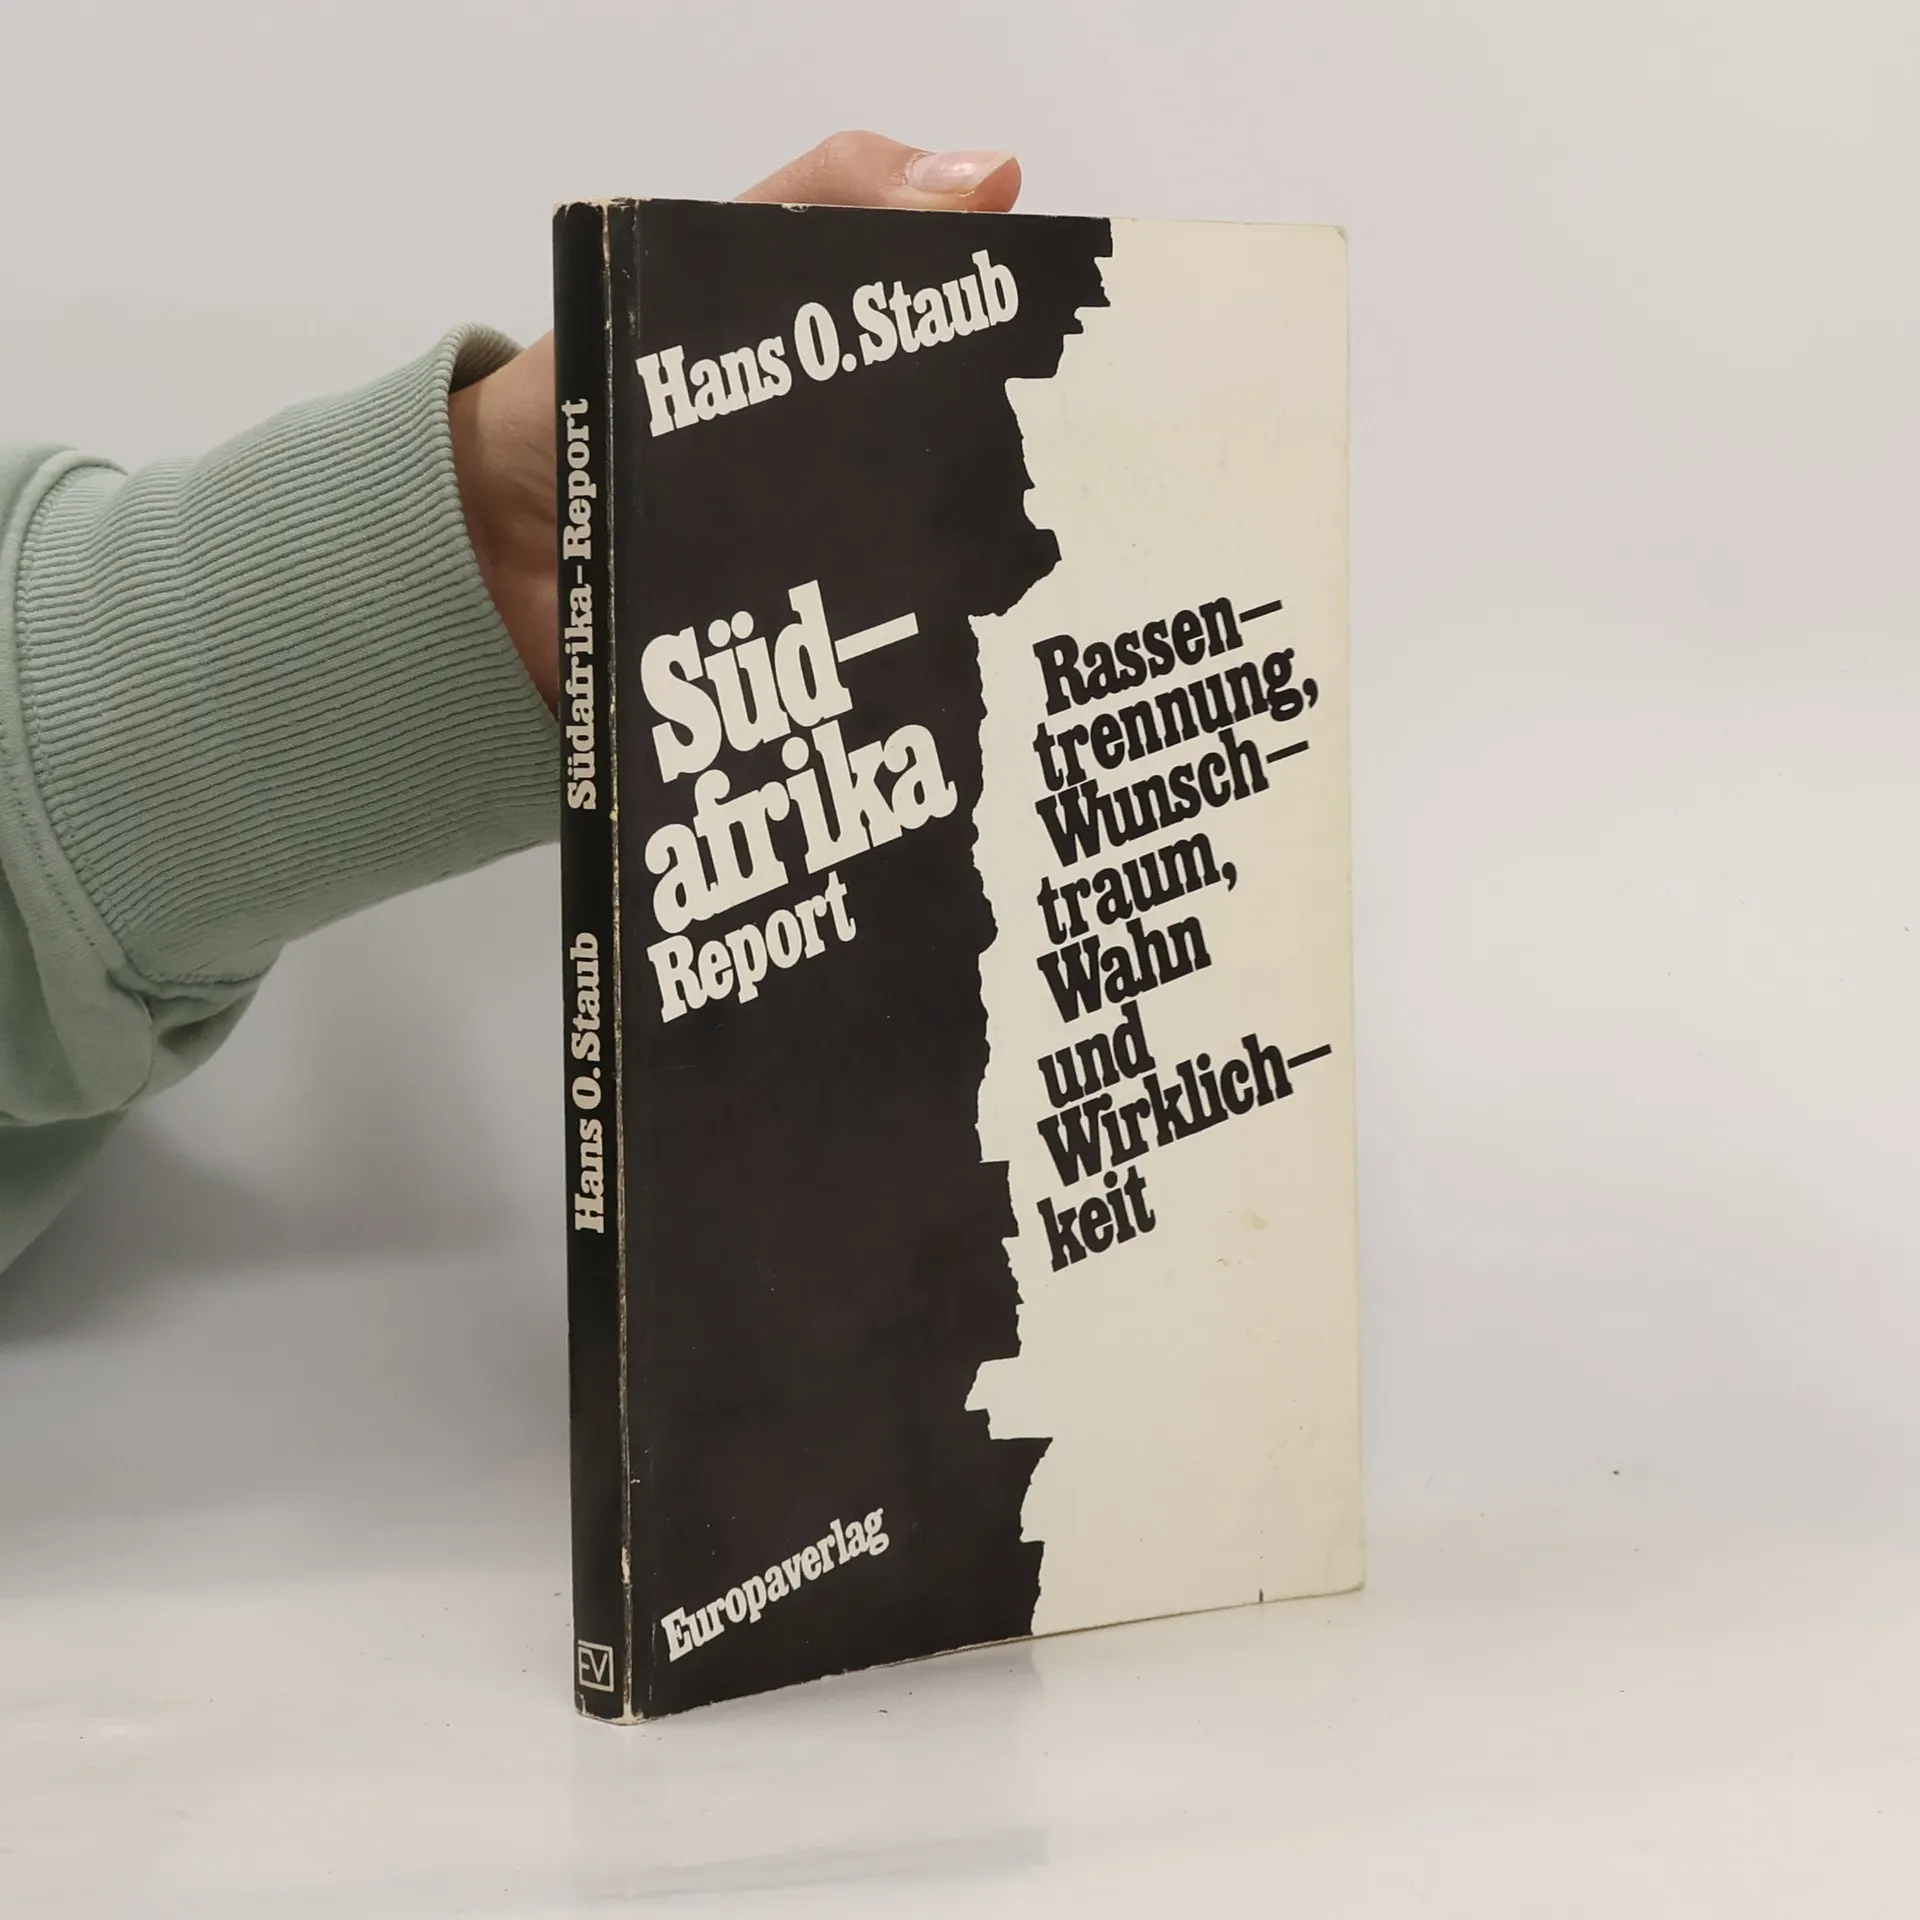 Hans O. Staub
Süd–
afrika
Report
Rassen–
trennung,
Wunsch–
traum,
Wahn
und
Wirklich–
keit
Europaverlag
Hans O. Staub Südafrika–Report
EV